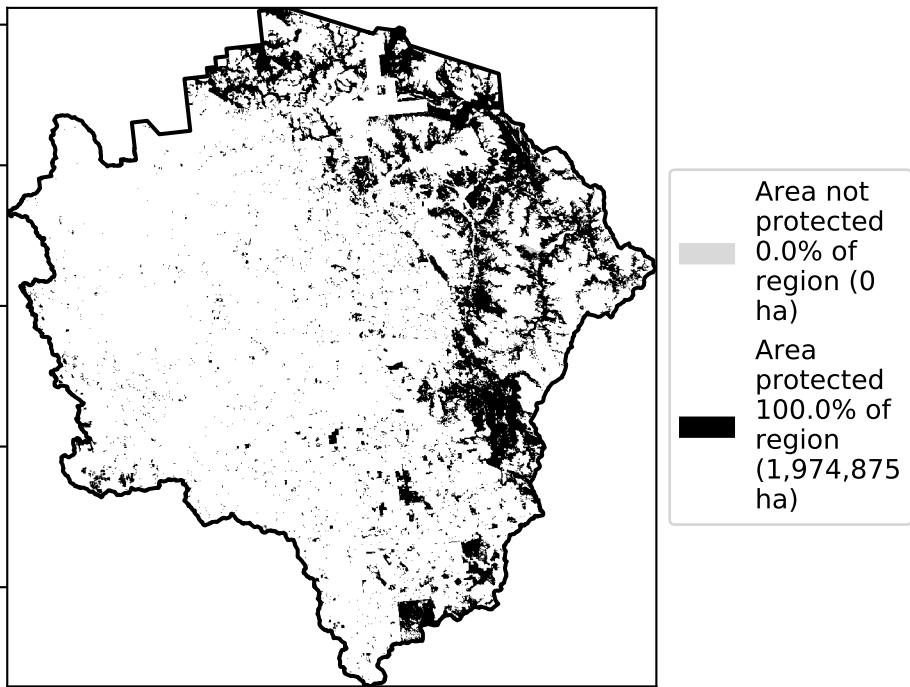 Area not
protected
0.0% of
region (0
ha)
Area
protected
100.0% of
region
(1,974,875
ha)